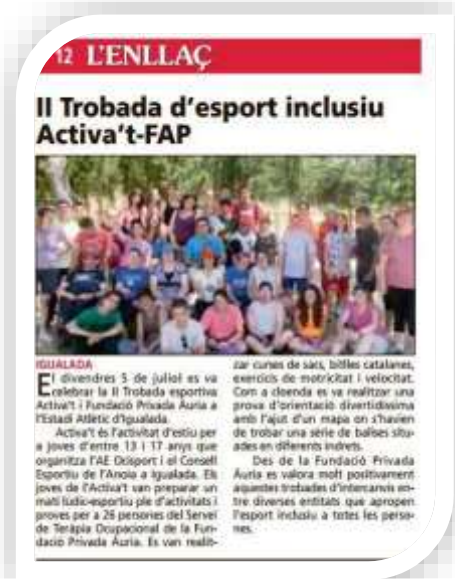 12 L'ENLLAÇ
II Trobada d'esport inclusiu
Activa't-FAP
IGUALADA
El divendres 5 de juliol es va
celebrar la II Trobada esportiva
Activa't i Fundació Privada Auria a
l'Estadi Atlètic d'Igualada.
Activa't és l'activitat d'estiu per
a joves d'entre 13 i 17 anys que
organitza l'AE Ocisport i el Consell
Esportiu de l'Anoia a Igualada. Els
joves de l'Activa't van preparar un
matí lúdic-esportiu ple d'activitats i
proves per a 26 persones del Servei
de Teràpia Ocupacional de la Fun-
dació Privada Àuria. Es van realit-
zar curses de sacs, bitlles catalanes,
exercicis de motricitat i velocitat.
Com a cloenda es va realitzar una
prova d'orientació divertidíssima
amb l'ajut d'un mapa on s'havien
de trobar una sèrie de balises situ-
ades en diferents indrets.
Des de la Fundació Privada
Auria es valora molt positivament
aquestes trobades d'intercanvis en-
tre diverses entitats que apropen
l'esport inclusiu a totes les perso-
nes.